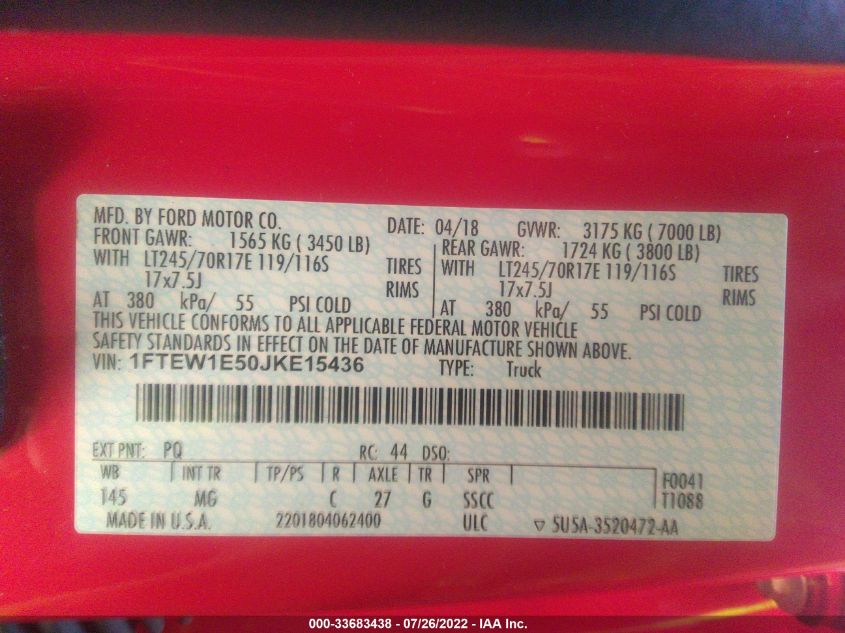 MFD. BY FORD MOTOR CO. DATE: 04/18 GVWR: 3175 KG ( 7000 LB)
FRONT GAWR: 1565 KG ( 3450 LB) REAR GAWR: 1724 KG ( 3800 LB)
WITH LT245/70R17E 119/116S TIRES WITH LT245/70R17E 119/116S TIRES
17x7.5J RIMS 17x7.5J RIMS
AT 380 kPa/ 55 PSI COLD AT 380 kPa/ 55 PSI COLD
THIS VEHICLE CONFORMS TO ALL APPLICABLE FEDERAL MOTOR VEHICLE
SAFETY STANDARDS IN EFFECT ON THE DATE OF MANUFACTURE SHOWN ABOVE.
VIN: 1FTEW1E50JKE15436 TYPE: Truck
EXT PNT: PQ RC: 44 DSO:
WB INT TR TP/PS R AXLE TR SPR F0041
145 MG C 27 G SSCC T1088
MADE IN U.S.A. 2201804062400 ULC ▽ 5U5A-3520472-AA
000-33683438 - 07/26/2022 - IAA Inc.